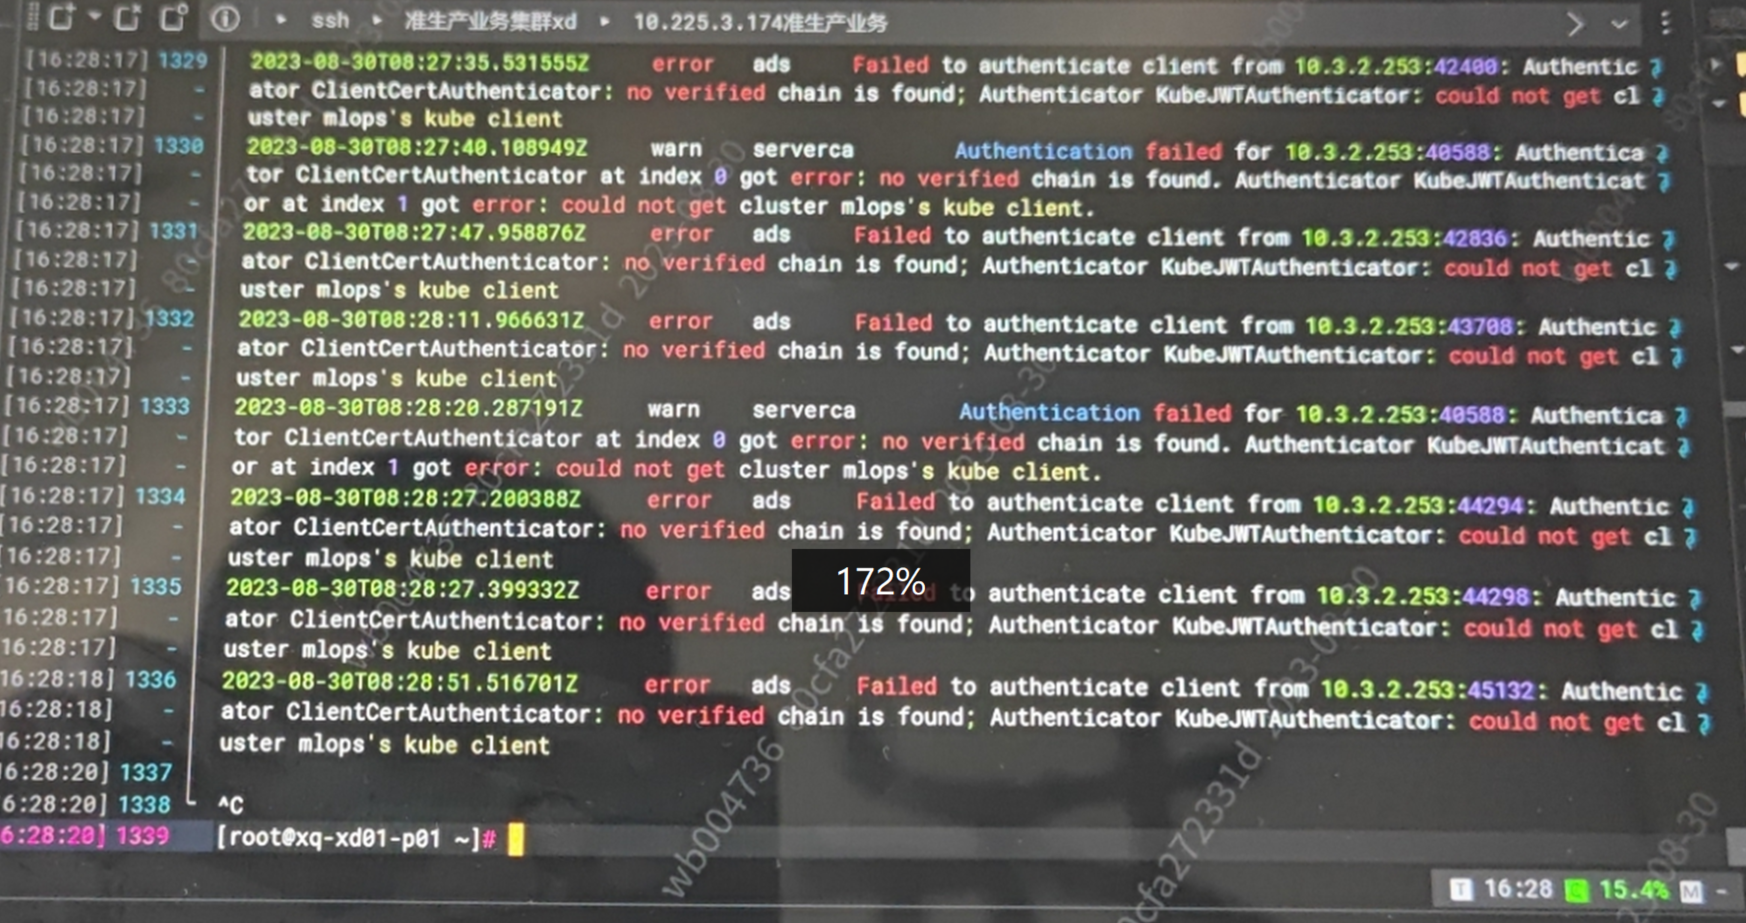 ssh 准生产业务集群xd 10.225.3.174准生产业务
[16:28:17] 1329 2023-08-30T08:27:35.531555Z error ads Failed to authenticate client from 10.3.2.253:42400: Authentic
[16:28:17] - ator ClientCertAuthenticator: no verified chain is found; Authenticator KubeJWTAuthenticator: could not get cl
[16:28:17] - uster mlops's kube client
[16:28:17] 1330 2023-08-30T08:27:40.108949Z warn serverca Authentication failed for 10.3.2.253:40588: Authentica
[16:28:17] - tor ClientCertAuthenticator at index 0 got error: no verified chain is found. Authenticator KubeJWTAuthenticat
[16:28:17] - or at index 1 got error: could not get cluster mlops's kube client.
[16:28:17] 1331 2023-08-30T08:27:47.958876Z error ads Failed to authenticate client from 10.3.2.253:42836: Authentic
[16:28:17] - ator ClientCertAuthenticator: no verified chain is found; Authenticator KubeJWTAuthenticator: could not get cl
[16:28:17] - uster mlops's kube client
[16:28:17] 1332 2023-08-30T08:28:11.966631Z error ads Failed to authenticate client from 10.3.2.253:43708: Authentic
[16:28:17] - ator ClientCertAuthenticator: no verified chain is found; Authenticator KubeJWTAuthenticator: could not get cl
[16:28:17] - uster mlops's kube client
[16:28:17] 1333 2023-08-30T08:28:20.287191Z warn serverca Authentication failed for 10.3.2.253:40588: Authentica
[16:28:17] - tor ClientCertAuthenticator at index 0 got error: no verified chain is found. Authenticator KubeJWTAuthenticat
[16:28:17] - or at index 1 got error: could not get cluster mlops's kube client.
[16:28:17] 1334 2023-08-30T08:28:27.200388Z error ads Failed to authenticate client from 10.3.2.253:44294: Authentic
[16:28:17] - ator ClientCertAuthenticator: no verified chain is found; Authenticator KubeJWTAuthenticator: could not get cl
[16:28:17] - uster mlops's kube client
16:28:17] 1335 2023-08-30T08:28:27.399332Z error ads Failed to authenticate client from 10.3.2.253:44298: Authentic
16:28:17] - ator ClientCertAuthenticator: no verified chain is found; Authenticator KubeJWTAuthenticator: could not get cl
16:28:17] - uster mlops's kube client
172%
16:28:18] 1336 2023-08-30T08:28:51.516701Z error ads Failed to authenticate client from 10.3.2.253:45132: Authentic
16:28:18] - ator ClientCertAuthenticator: no verified chain is found; Authenticator KubeJWTAuthenticator: could not get cl
16:28:18] - uster mlops's kube client
6:28:20] 1337
6:28:20] 1338 ^C
6:28:20] 1339 [root@xq-xd01-p01 ~]#
wb004736
T 16:28 C 15.4% M -